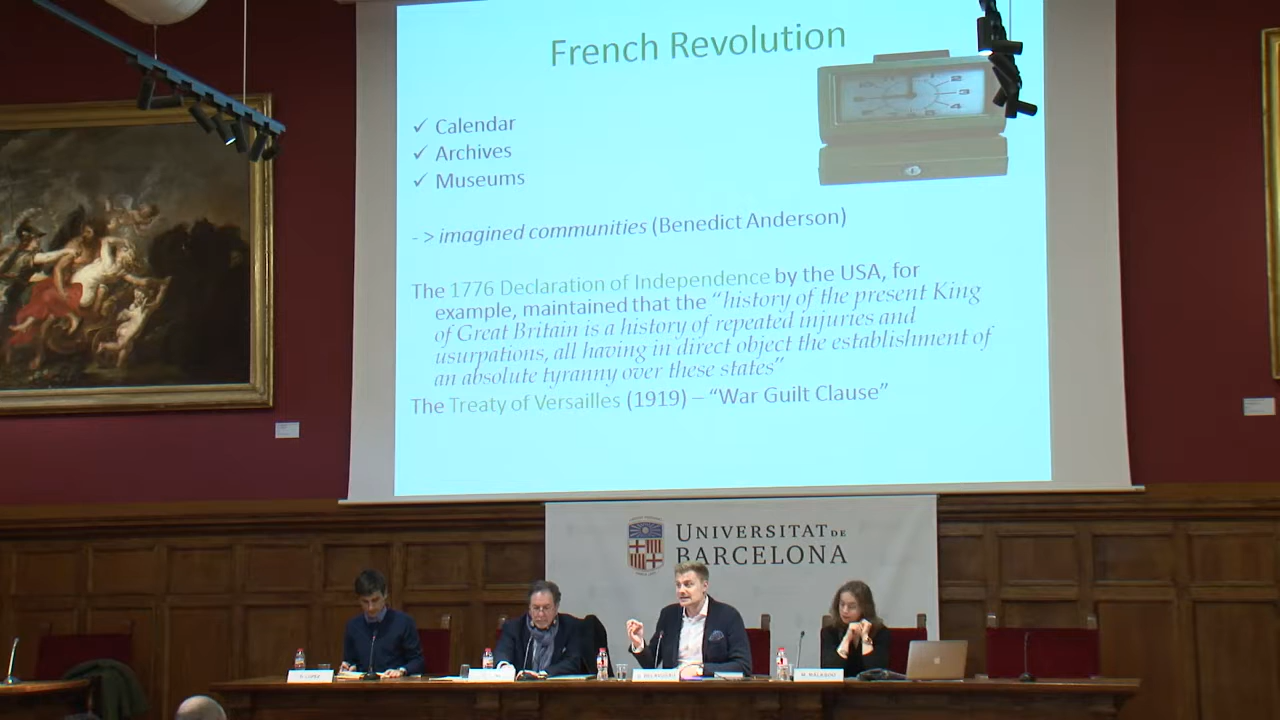 French Revolution
✓ Calendar
✓ Archives
✓ Museums
- > imagined communities (Benedict Anderson)
The 1776 Declaration of Independence by the USA, for
example, maintained that the “history of the present King
of Great Britain is a history of repeated injuries and
usurpations, all having in direct object the establishment of
an absolute tyranny over these states”
The Treaty of Versailles (1919) – “War Guilt Clause”
UNIVERSITAT DE
BARCELONA